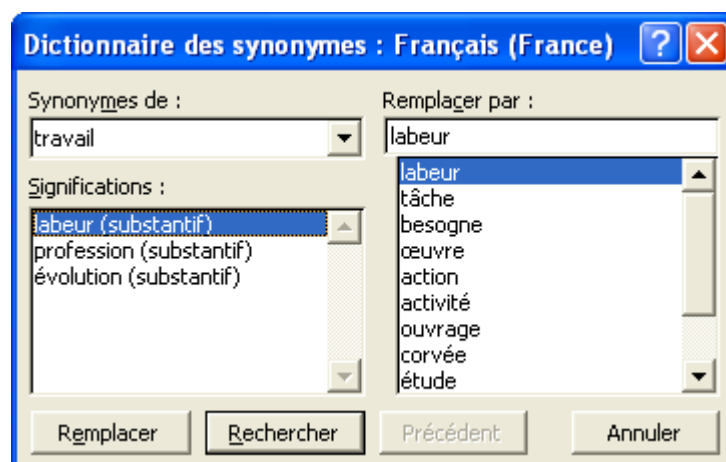 Dictionnaire des synonymes : Français (France)
Synonymes de :
travail
Significations :
labeur (substantif)
profession (substantif)
évolution (substantif)
Remplacer par :
labeur
labeur
tâche
besogne
œuvre
action
activité
ouvrage
corvée
étude
Remplacer
Rechercher
Précédent
Annuler